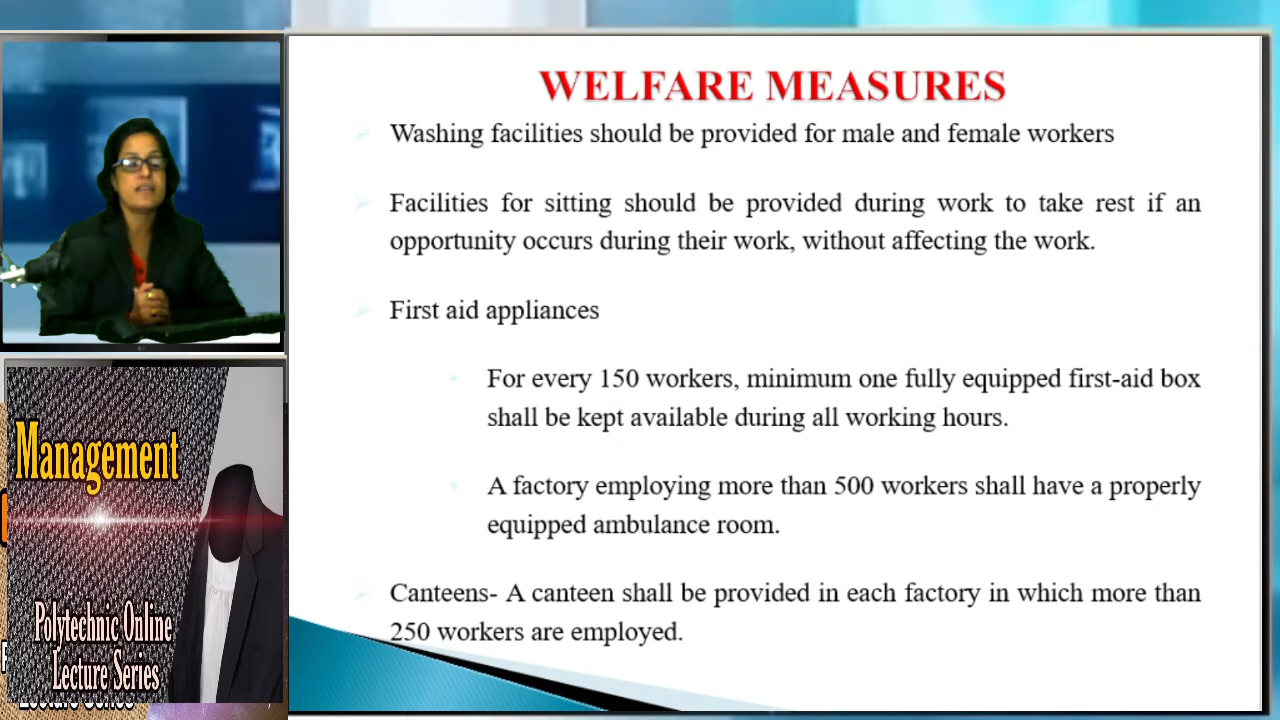 WELFARE MEASURES
Washing facilities should be provided for male and female workers
Facilities for sitting should be provided during work to take rest if an
opportunity occurs during their work, without affecting the work.
First aid appliances
For every 150 workers, minimum one fully equipped first-aid box
shall be kept available during all working hours.
A factory employing more than 500 workers shall have a properly
equipped ambulance room.
Canteens- A canteen shall be provided in each factory in which more than
250 workers are employed.
Management
Polytechnic Online
Lecture Series